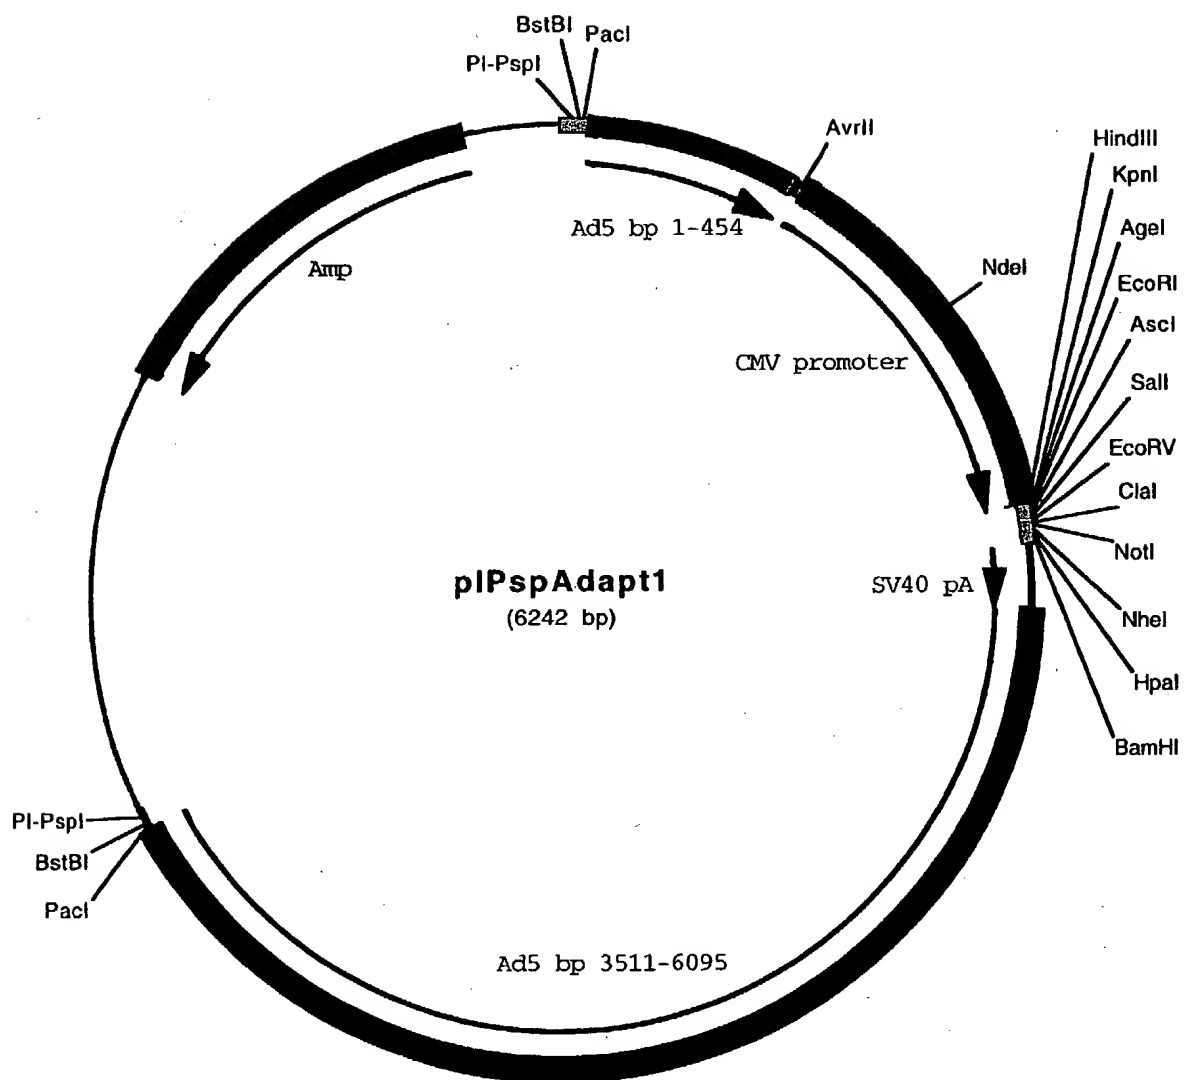 BstBI
PacI
PI-PspI
AvrII
HindIII
KpnI
AgeI
EcoRI
AscI
SalI
EcoRV
ClaI
NotI
NheI
HpaI
BamHI
NdeI
Ad5 bp 1-454
Amp
CMV promoter
pIPspAdapt1
(6242 bp)
SV40 pA
PI-PspI
BstBI
PacI
Ad5 bp 3511-6095